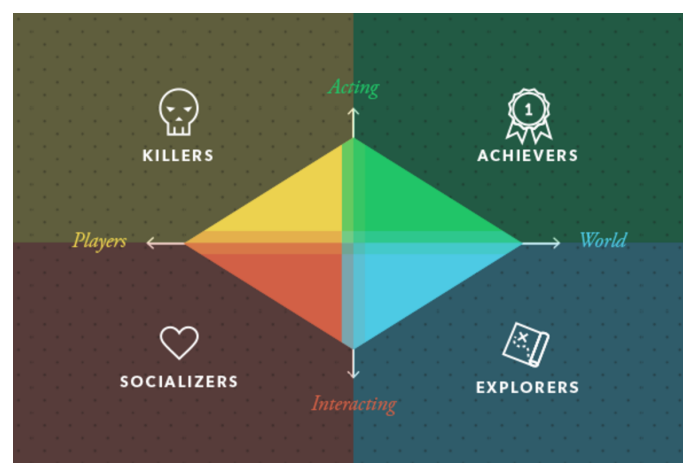 Acting
1
KILLERS
ACHIEVERS
Players
World
SOCIALIZERS
EXPLORERS
Interacting